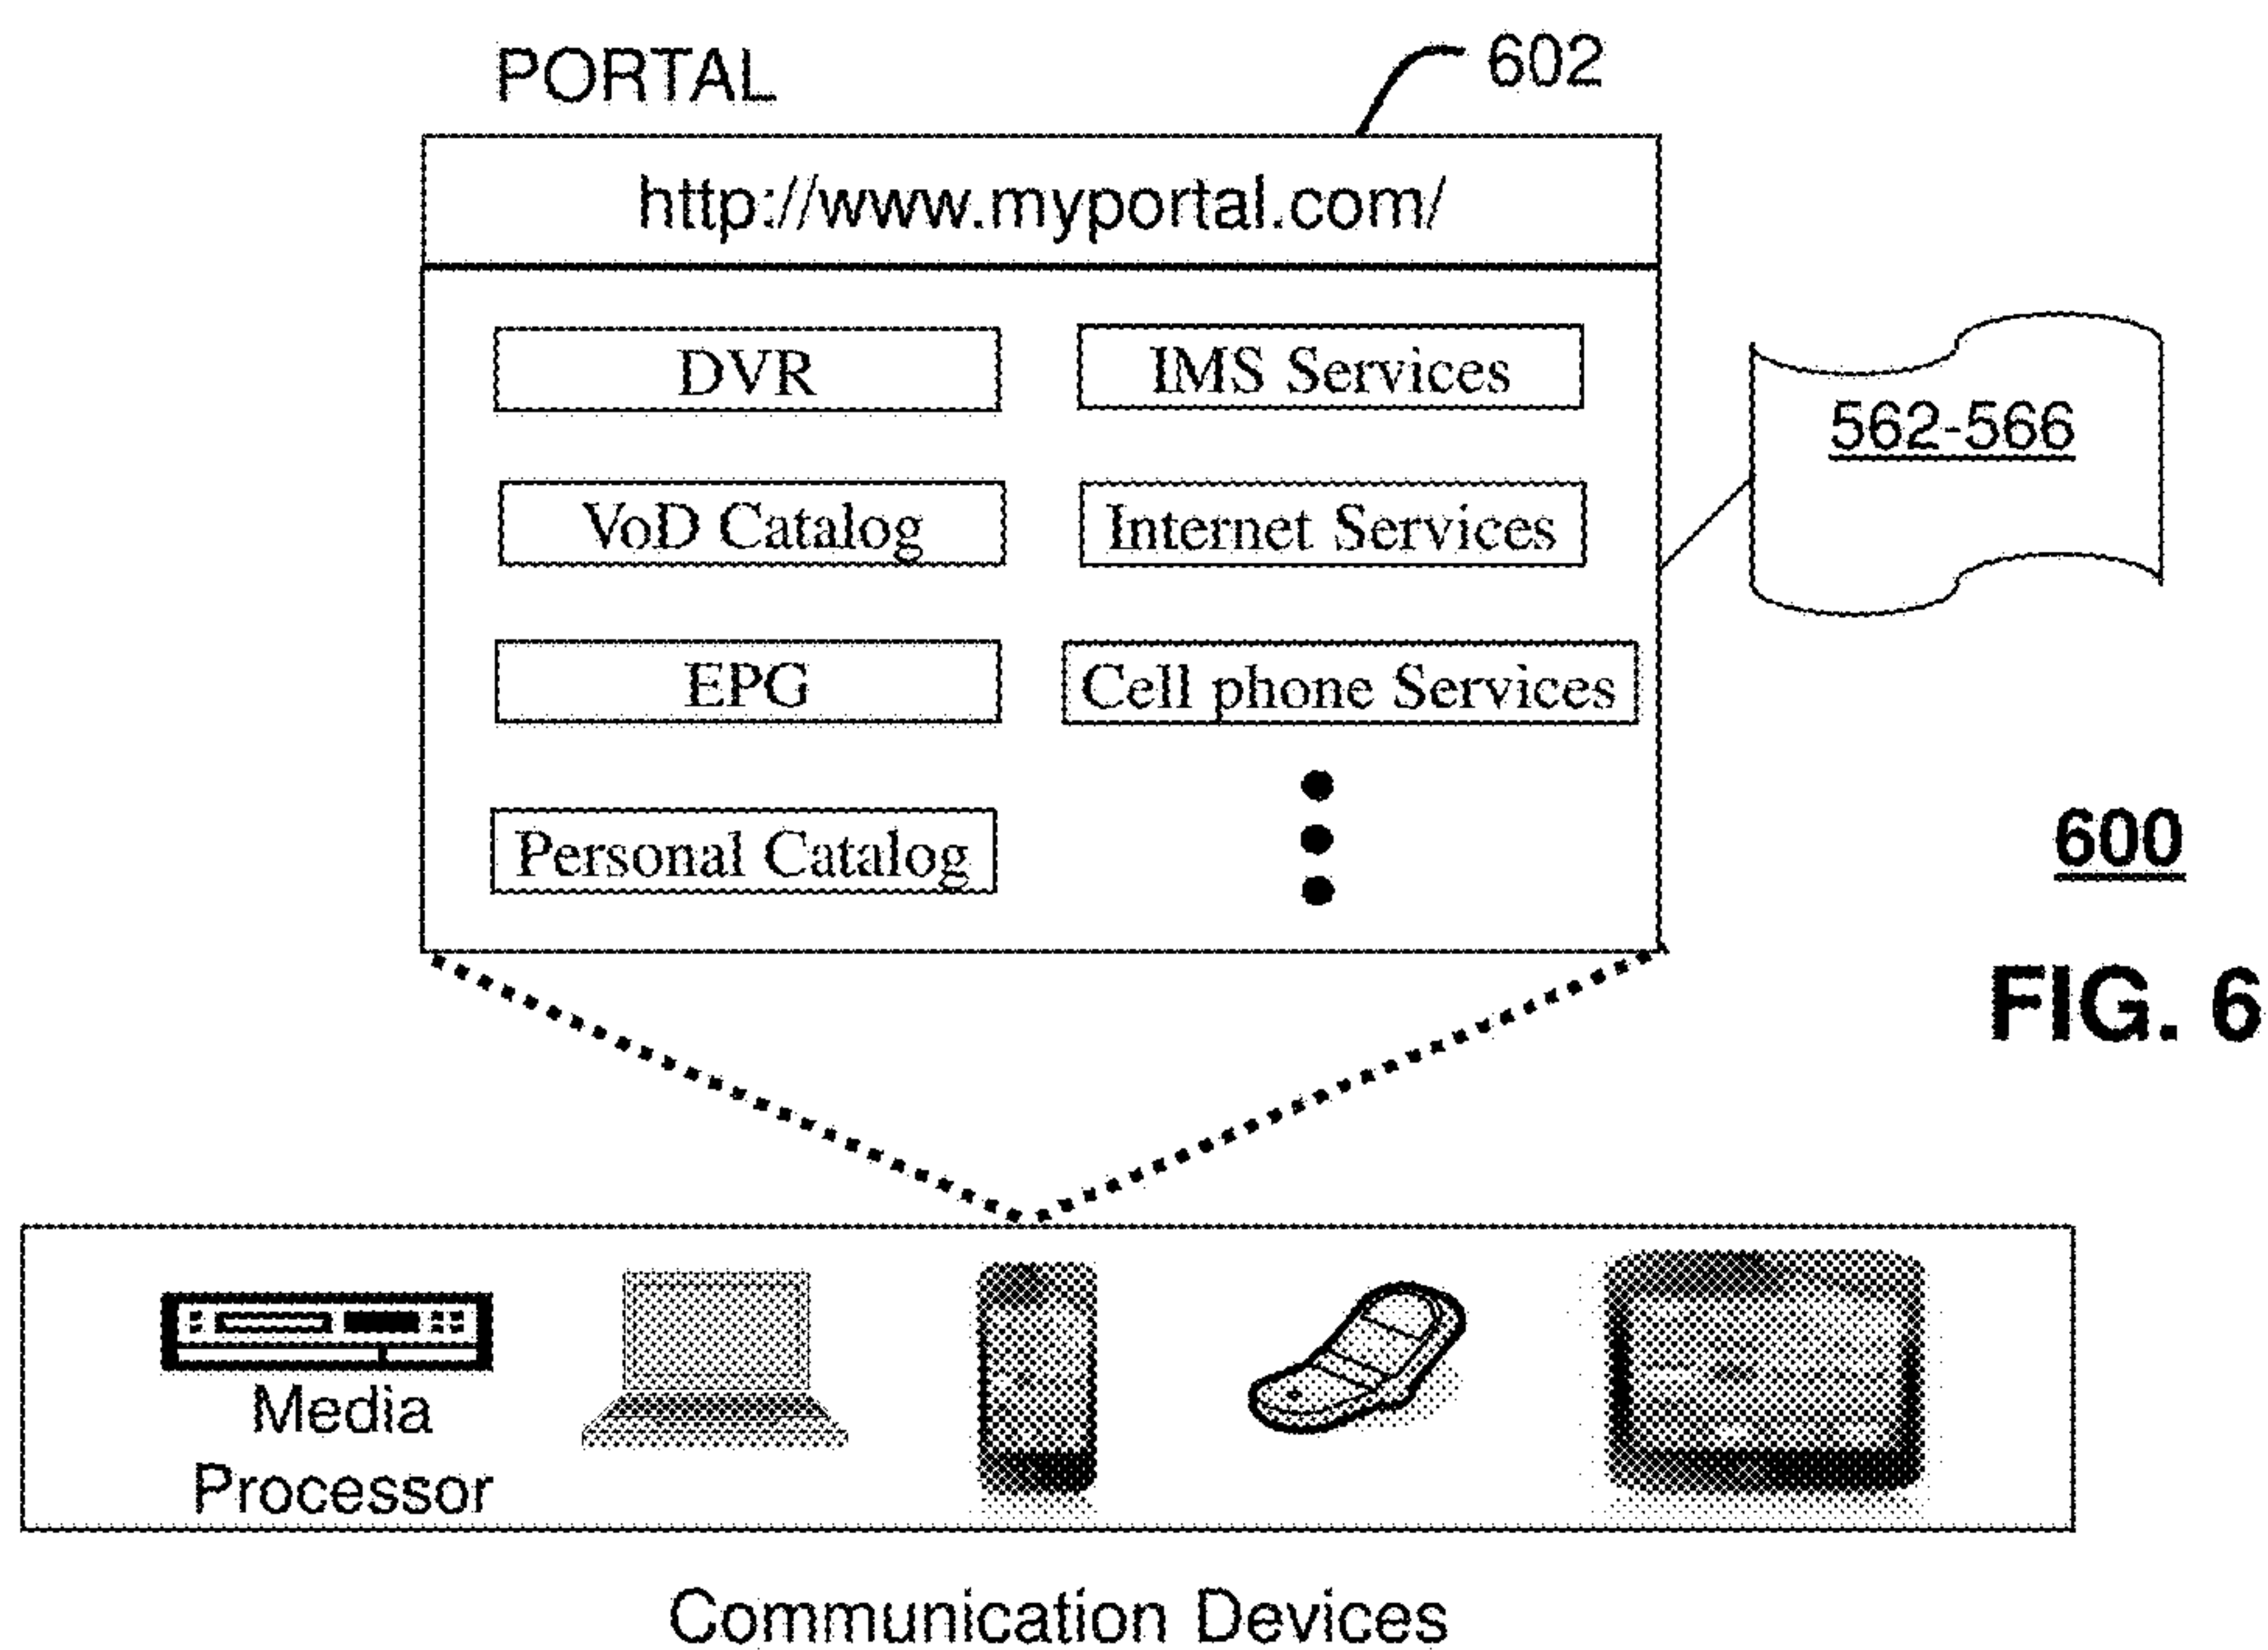 PORTAL
602
http://www.myportal.com/
DVR
IMS Services
VoD Catalog
Internet Services
EPG
Cell phone Services
Personal Catalog
562-566
600
FIG. 6
Media
Processor
Communication Devices